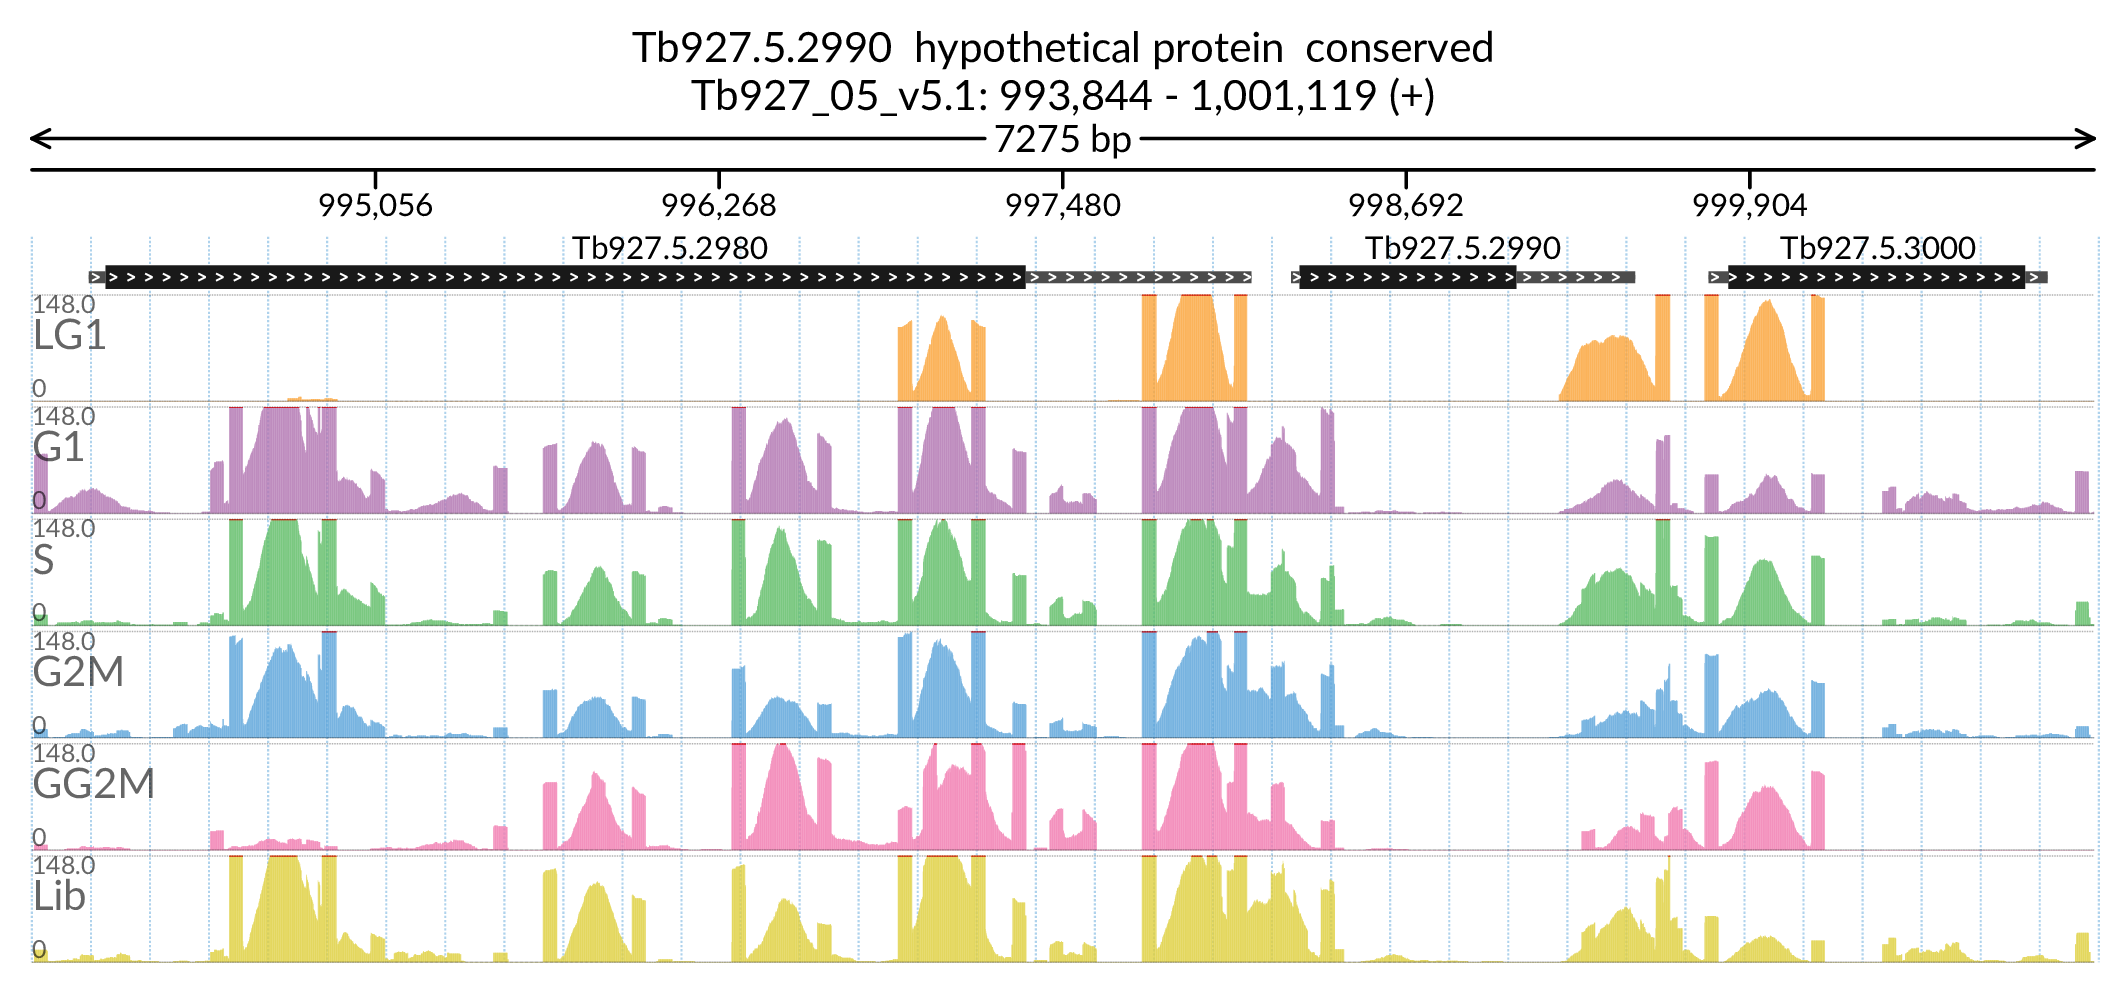 Tb927.5.2990 hypothetical protein conserved
Tb927_05_v5.1: 993,844 - 1,001,119 (+)
7275 bp
995,056 996,268 997,480 998,692 999,904
Tb927.5.2980 Tb927.5.2990 Tb927.5.3000
148.0
LG1
0
148.0
G1
0
148.0
S
0
148.0
G2M
0
148.0
GG2M
0
148.0
Lib
0